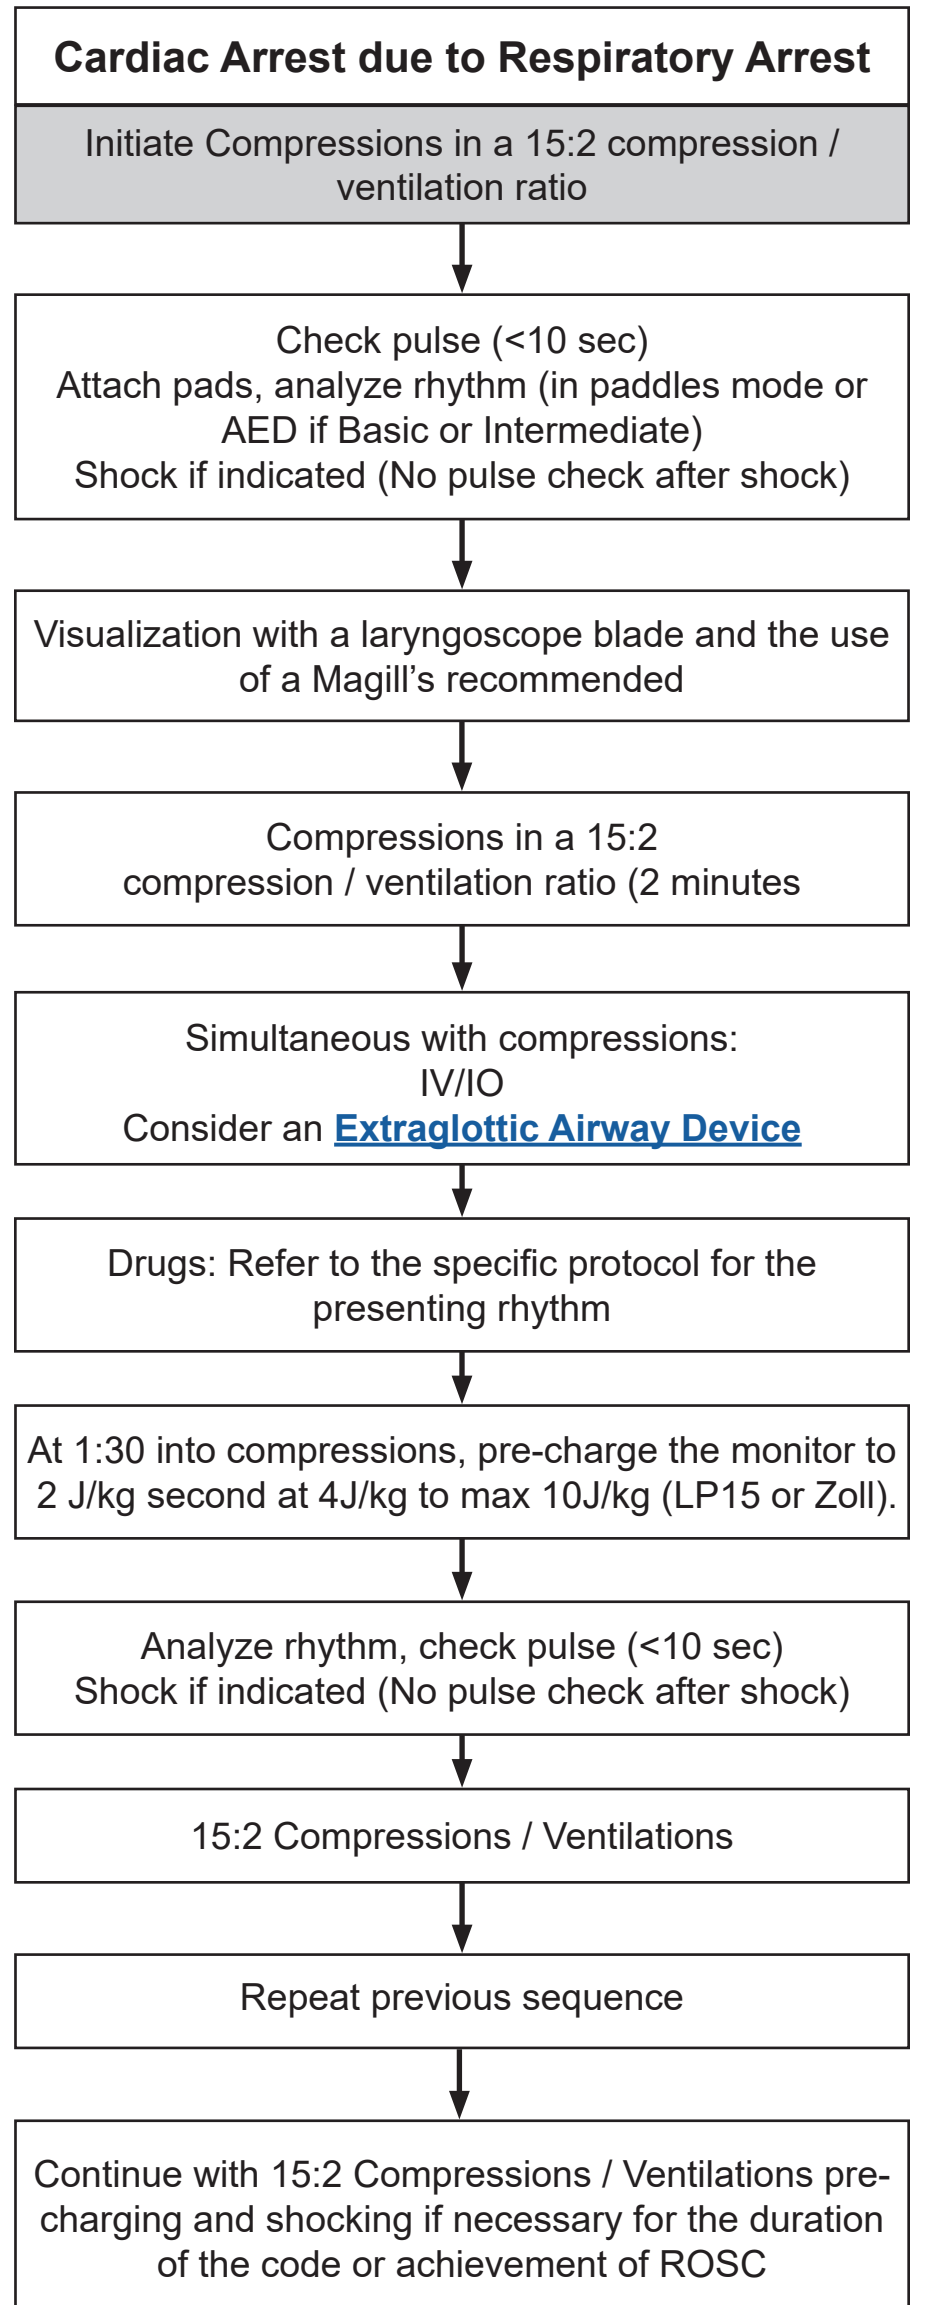 Cardiac Arrest due to Respiratory Arrest
Initiate Compressions in a 15:2 compression /
ventilation ratio
Check pulse (<10 sec)
Attach pads, analyze rhythm (in paddles mode or
AED if Basic or Intermediate)
Shock if indicated (No pulse check after shock)
Visualization with a laryngoscope blade and the use
of a Magill’s recommended
Compressions in a 15:2
compression / ventilation ratio (2 minutes
Simultaneous with compressions:
IV/IO
Consider an Extraglottic Airway Device
Drugs: Refer to the specific protocol for the
presenting rhythm
At 1:30 into compressions, pre-charge the monitor to
2 J/kg second at 4J/kg to max 10J/kg (LP15 or Zoll).
Analyze rhythm, check pulse (<10 sec)
Shock if indicated (No pulse check after shock)
15:2 Compressions / Ventilations
Repeat previous sequence
Continue with 15:2 Compressions / Ventilations pre-
charging and shocking if necessary for the duration
of the code or achievement of ROSC